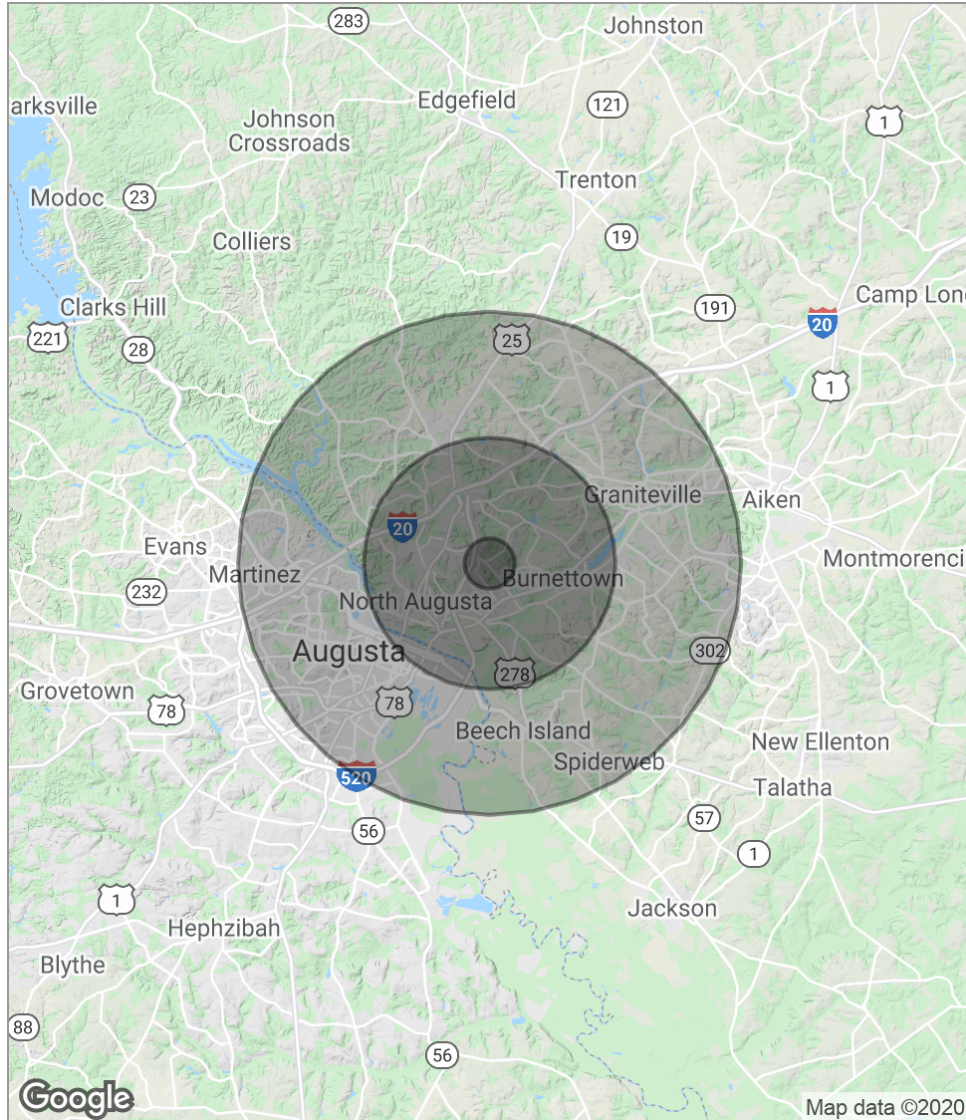 283
Johnston
arksville
Edgefield
121
1
Johnson
Crossroads
Trenton
Modoc
23
19
Colliers
Camp Lon
Clarks Hill
191
20
221
25
28
1
Graniteville
Aiken
20
Evans
Montmorenci
Martinez
Burnettown
232
North Augusta
Augusta
302
278
Grovetown
78
78
Beech Island
New Ellenton
Spiderweb
520
Talatha
56
57
1
1
Jackson
Hephzibah
Blythe
88
56
Google
Map data ©2020